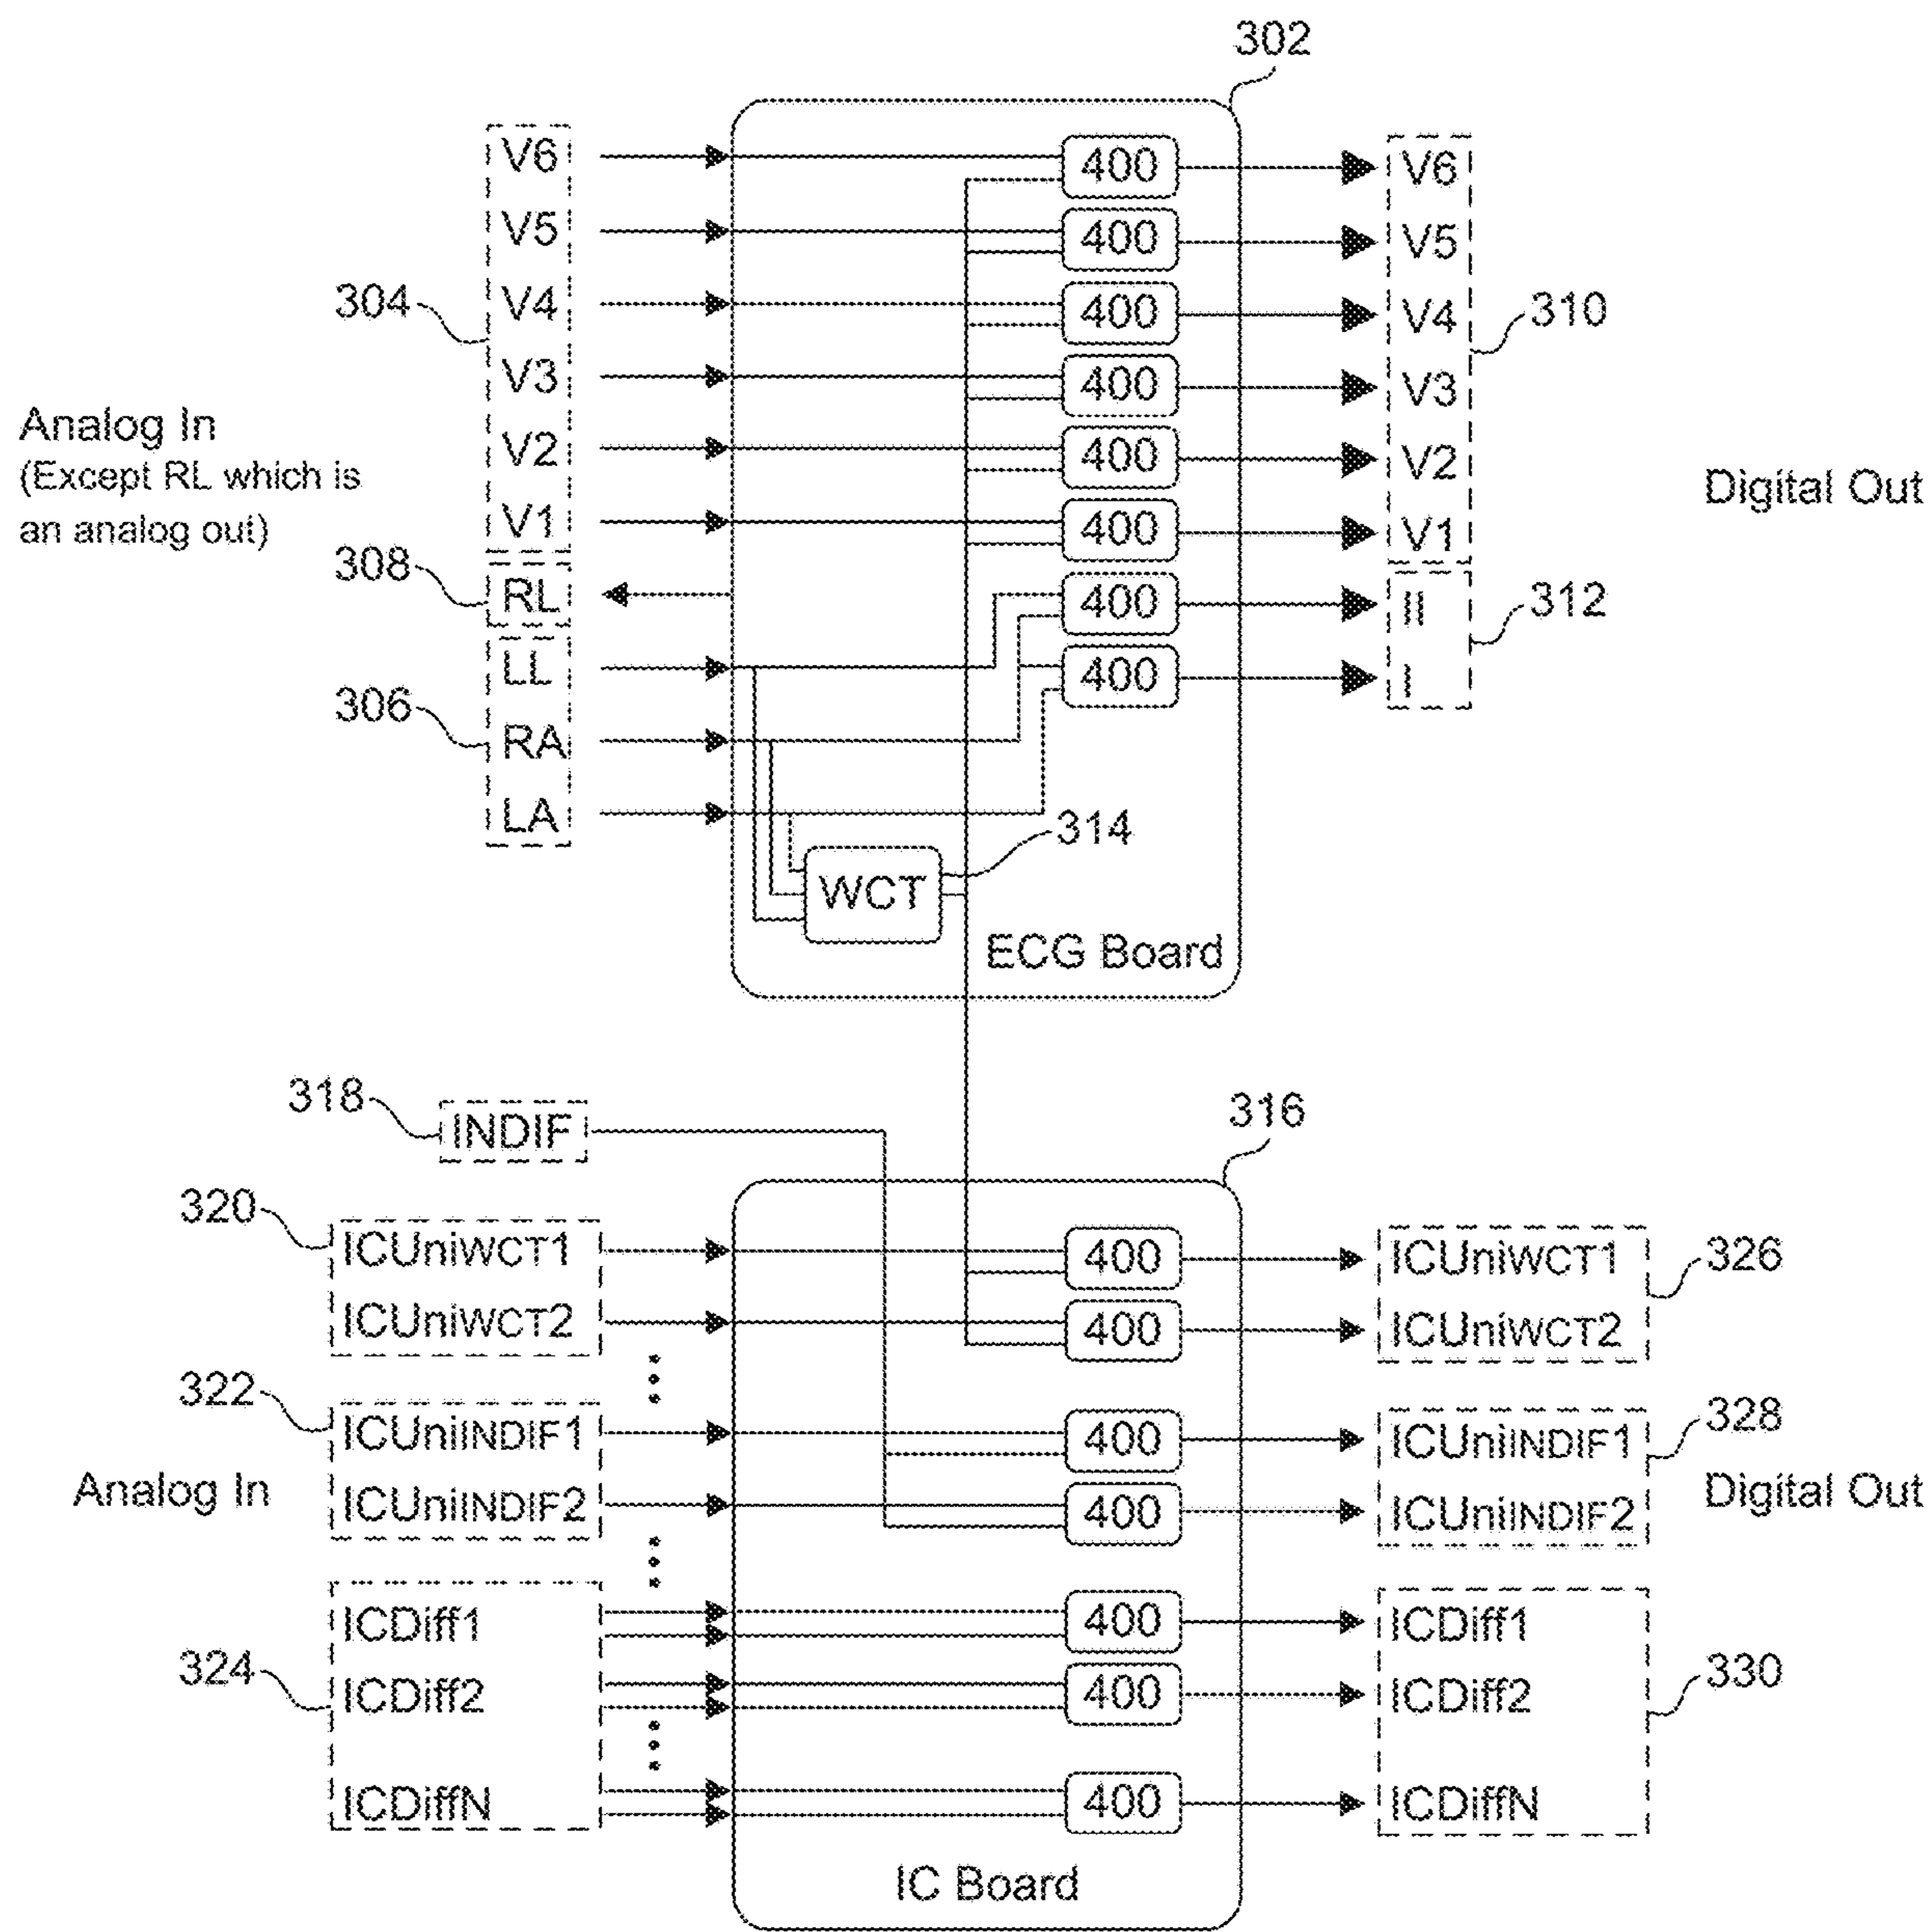 302
V6 400 V6
V5 400 V5
304 V4 400 V4 310
V3 400 V3
Analog In
(Except RL which is
an analog out)
V2 400 V2
Digital Out
V1 400 V1
308 RL 400 II 312
LL 400 I
306 RA
LA 314
WCT
ECG Board
318 INDIF 316
320 ICUniWCT1 400 ICUniWCT1 326
ICUniWCT2 400 ICUniWCT2
322 ICUniINDIF1 400 ICUniINDIF1 328
Analog In Digital Out
ICUniINDIF2 400 ICUniINDIF2
ICDiff1 400 ICDiff1
324 ICDiff2 400 ICDiff2 330
ICDiffN 400 ICDiffN
IC Board